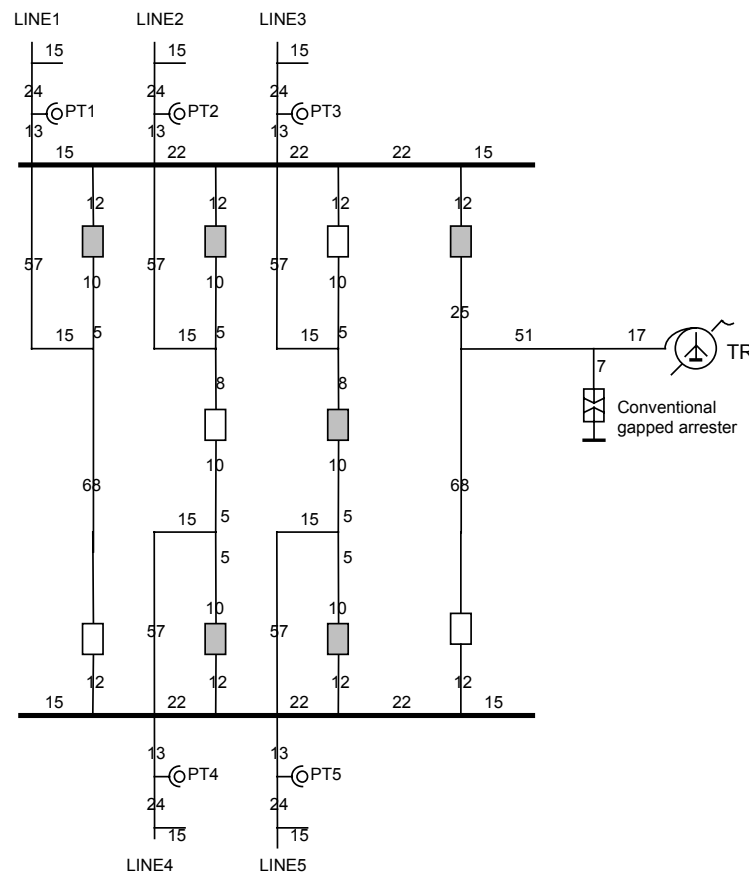 LINE1 LINE2 LINE3
15 15 15
24 24 24
PT1 PT2 PT3
13 13 13
15 22 22 22 15
12 12 12 12
57 10 57 10 57 10 25
15 5 15 5 15 5 51 17
TR
8 8 7
Conventional
gapped arrester
10 10
68 68
15 5 15 5
5 5
10 10
57 57
12 12 12 12
15 22 22 22 15
13 13
PT4 PT5
24 24
15 15
LINE4 LINE5